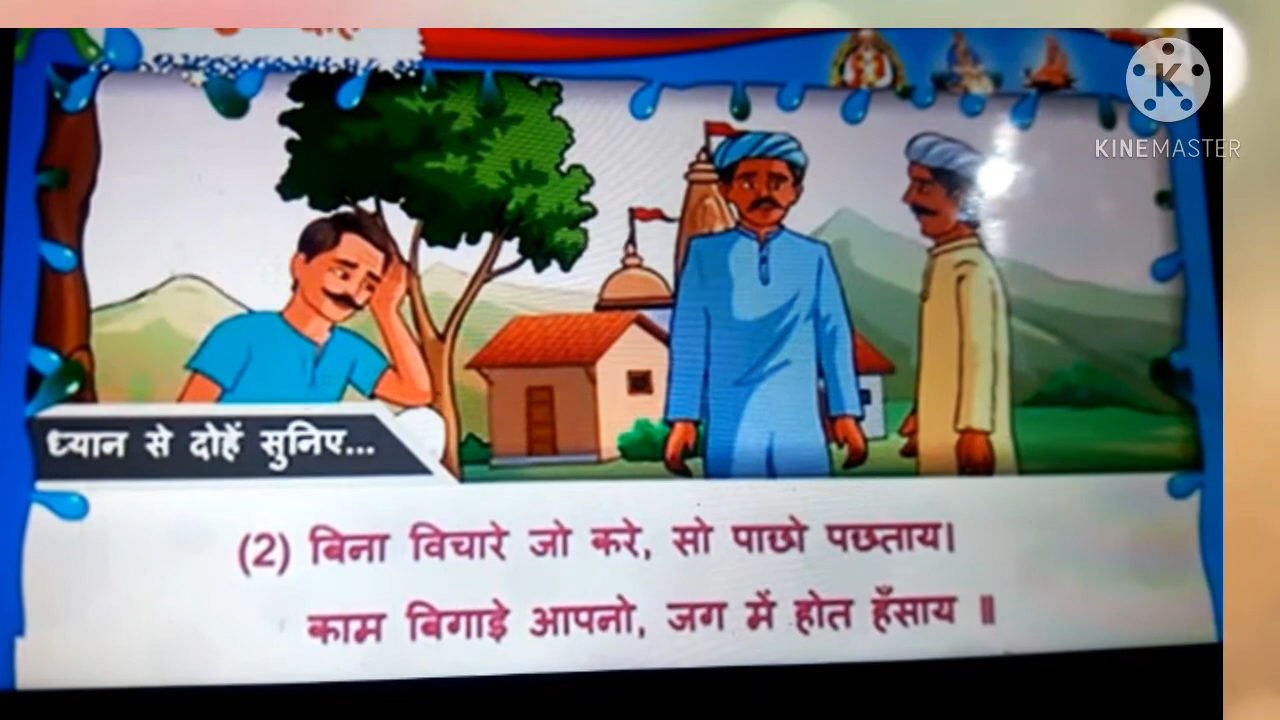 K
KINEMASTER
ध्यान से दोहें सुनिए...
(2) बिना विचारे जो करे, सो पाछो पछताय।
काम बिगाड़े आपनो, जग में होत हँसाय ॥